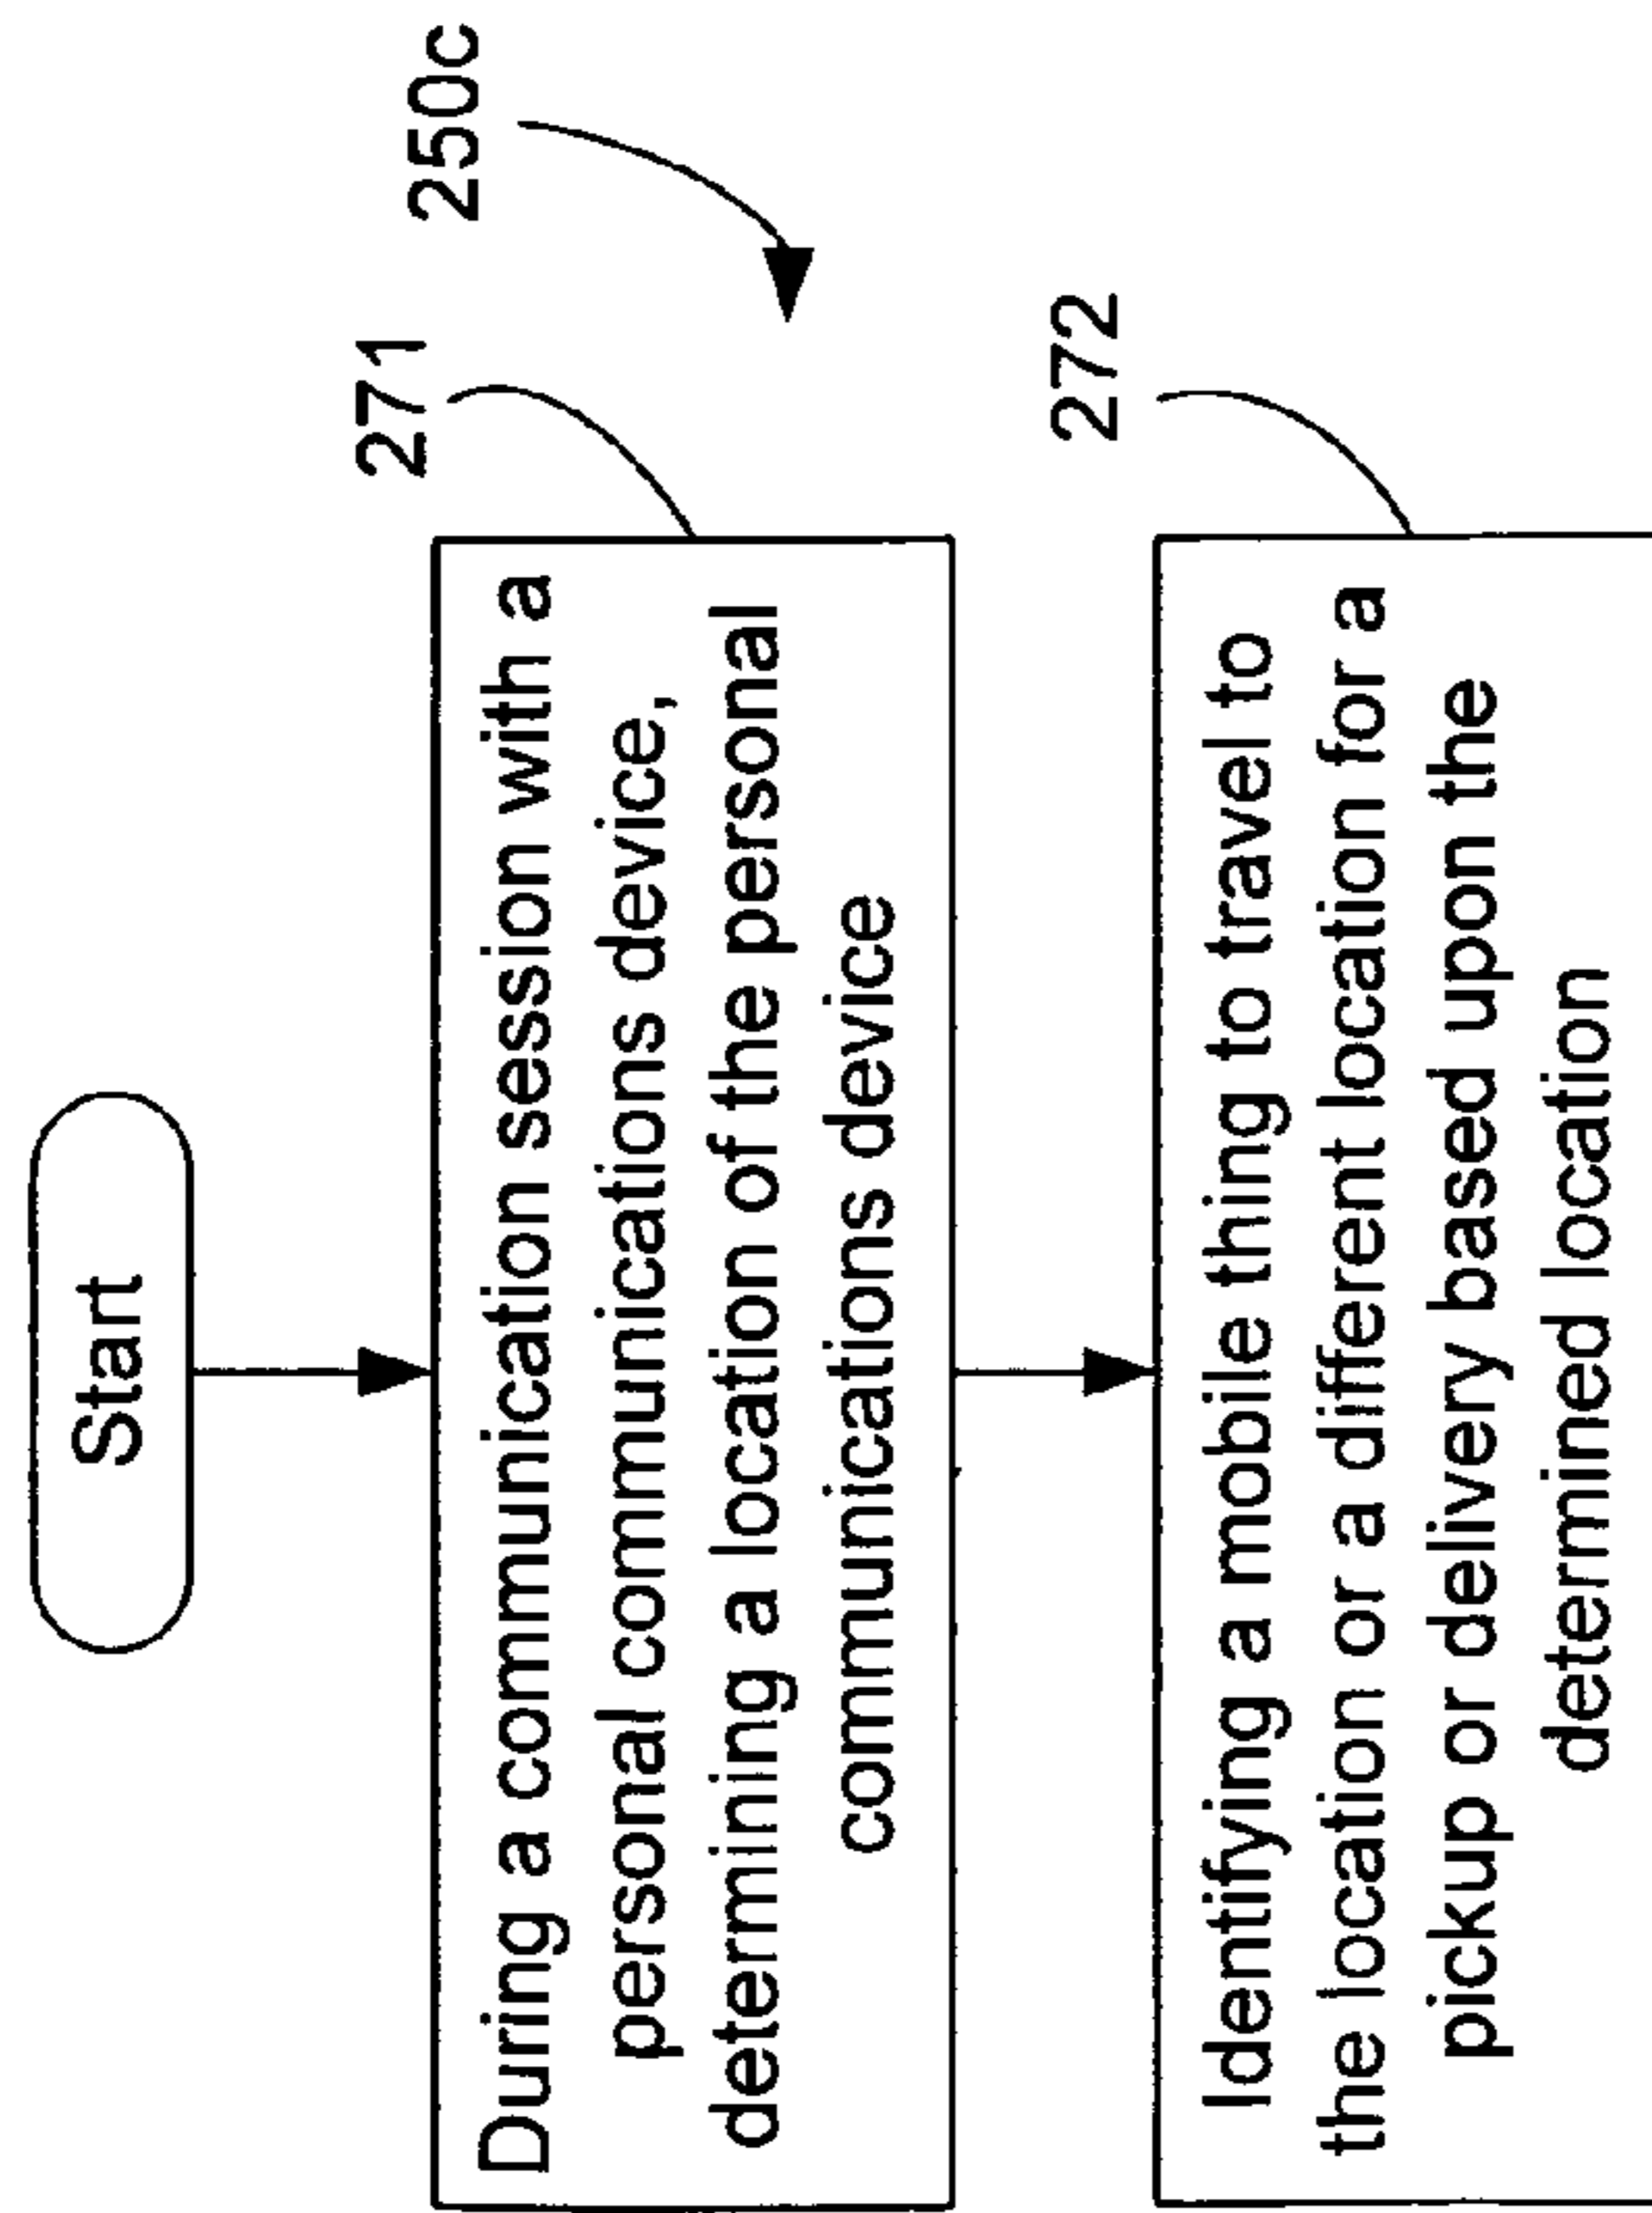 Start
250c
271
During a communication session with a
personal communications device,
determining a location of the personal
communications device
272
Identifying a mobile thing to travel to
the location or a different location for a
pickup or delivery based upon the
determined location